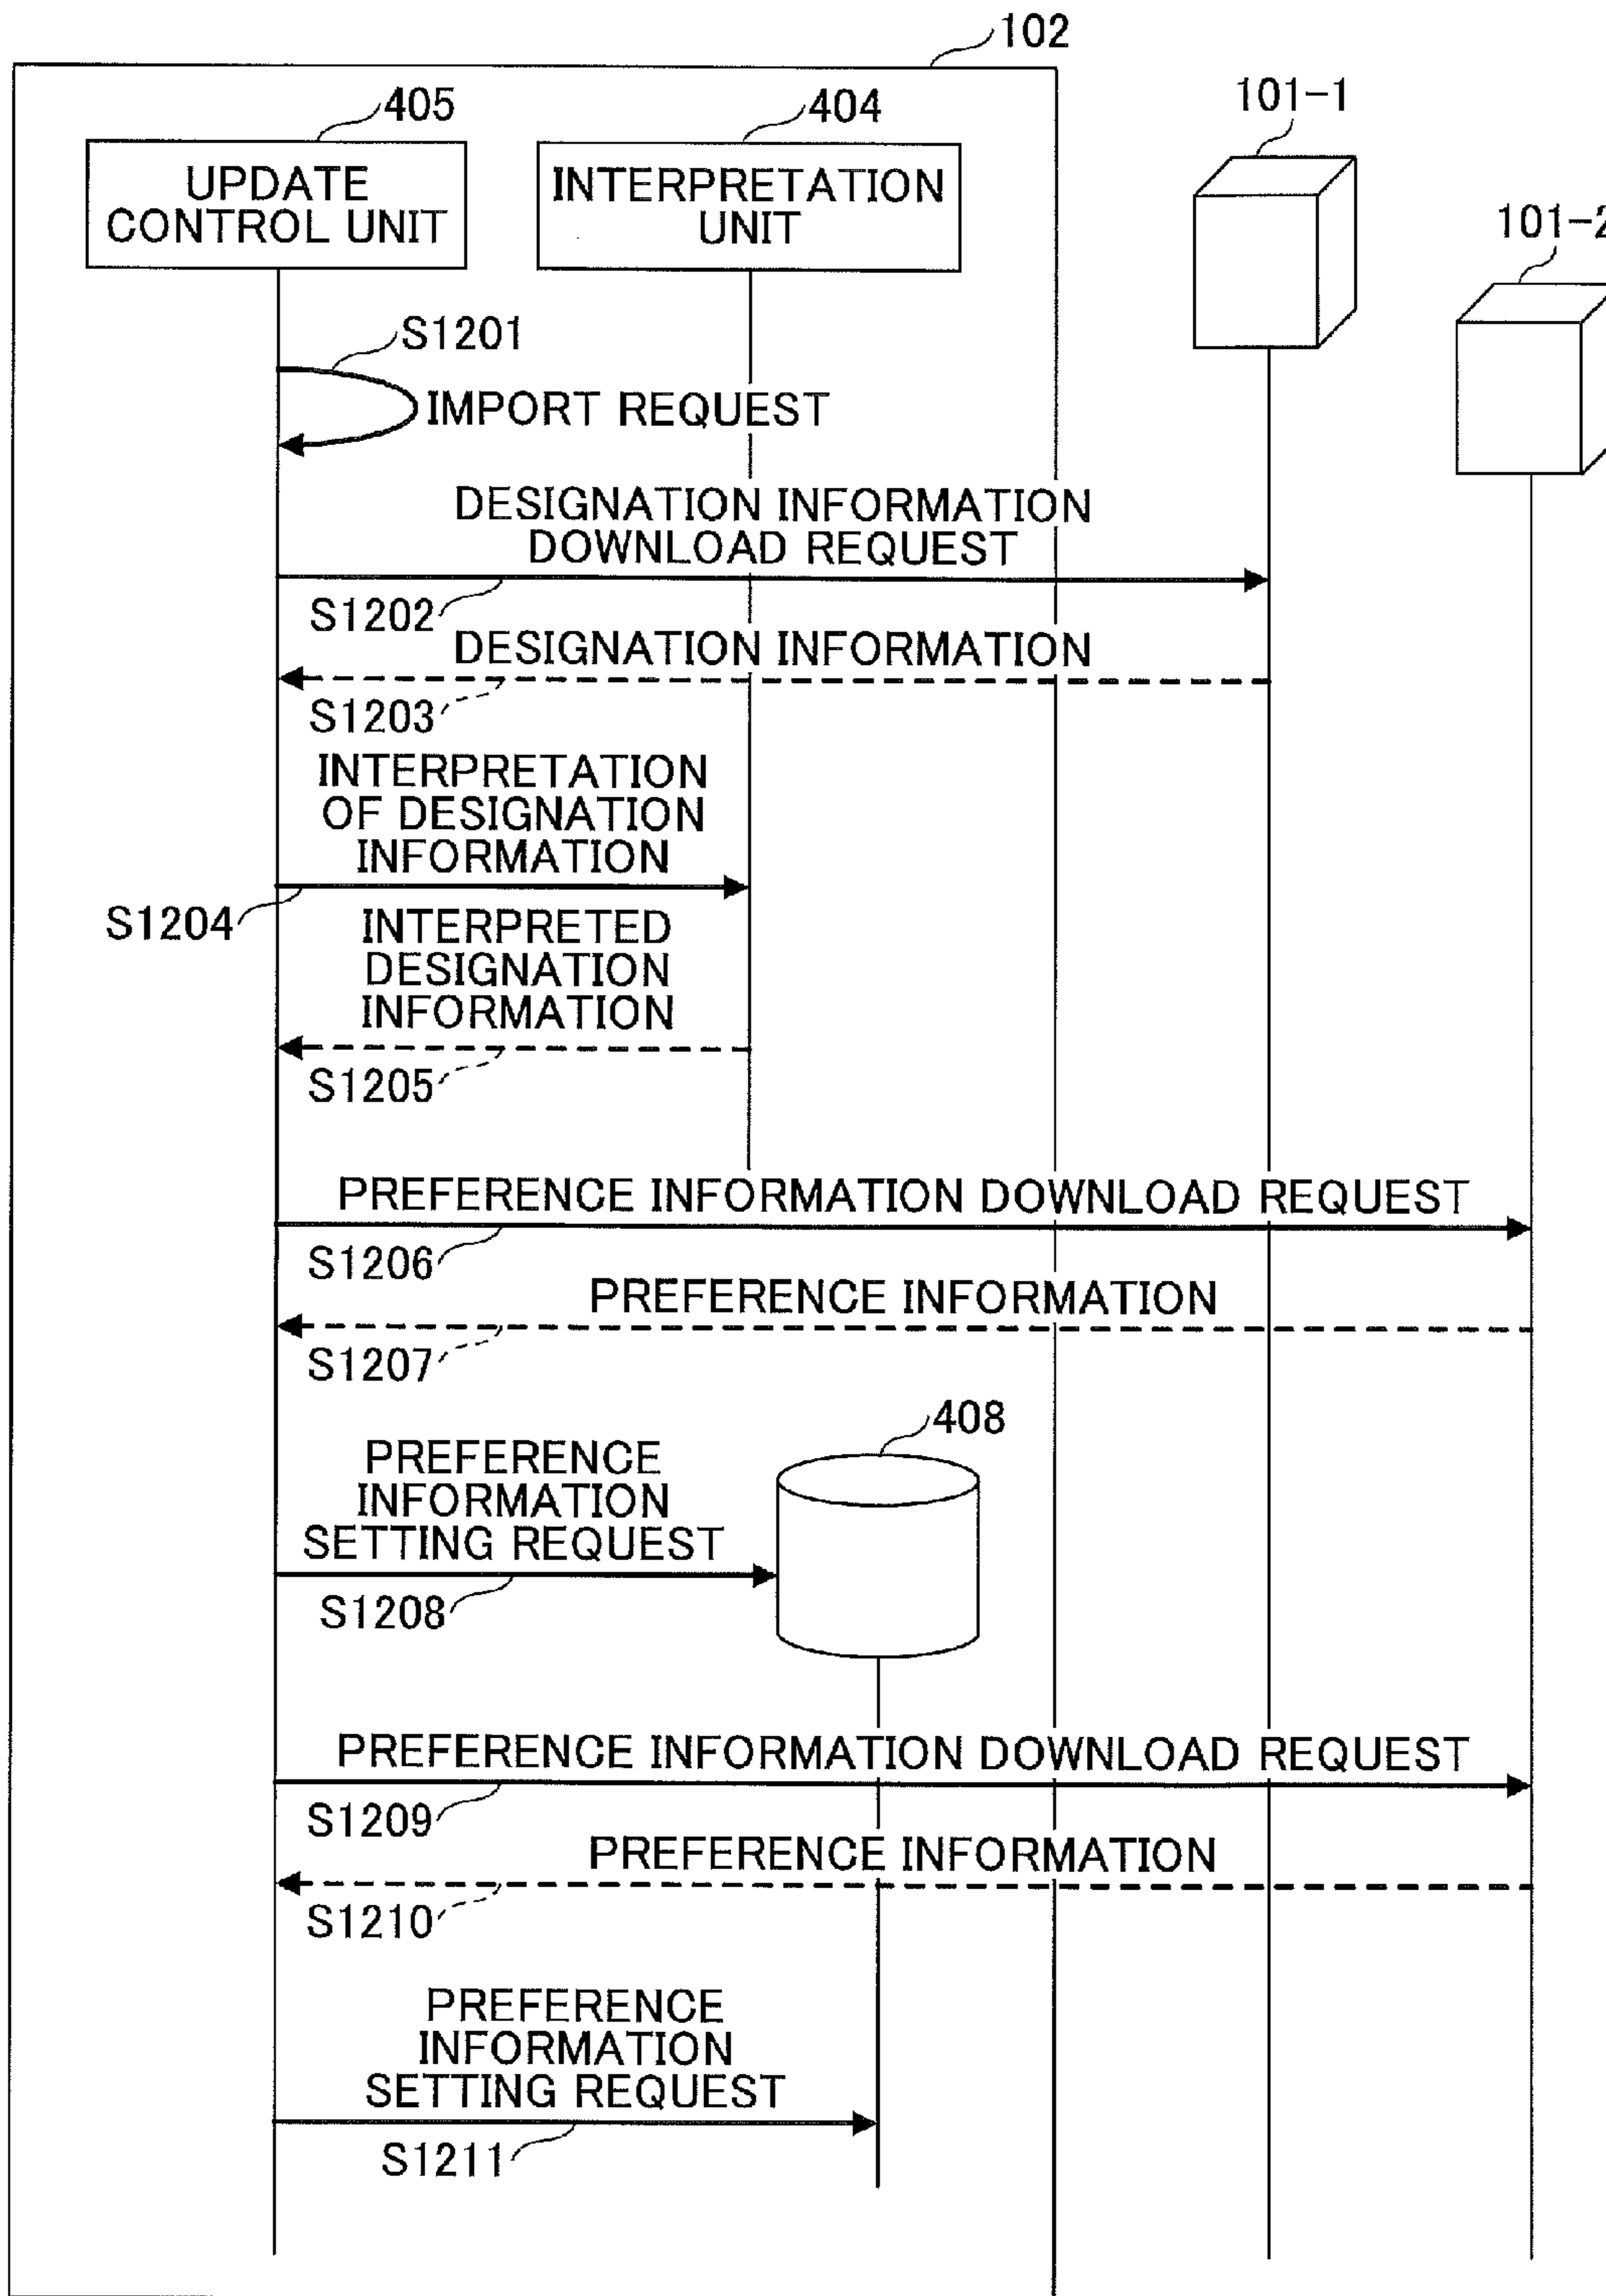 102
405
404
101-1
101-2
UPDATE
CONTROL UNIT
INTERPRETATION
UNIT
S1201
IMPORT REQUEST
DESIGNATION INFORMATION
DOWNLOAD REQUEST
S1202
DESIGNATION INFORMATION
S1203
INTERPRETATION
OF DESIGNATION
INFORMATION
S1204
INTERPRETED
DESIGNATION
INFORMATION
S1205
PREFERENCE INFORMATION DOWNLOAD REQUEST
S1206
PREFERENCE INFORMATION
S1207
408
PREFERENCE
INFORMATION
SETTING REQUEST
S1208
PREFERENCE INFORMATION DOWNLOAD REQUEST
S1209
PREFERENCE INFORMATION
S1210
PREFERENCE
INFORMATION
SETTING REQUEST
S1211